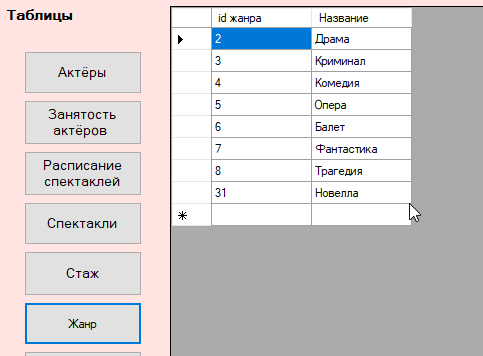 Таблицы
Актёры
Занятость
актёров
Расписание
спектаклей
Спектакли
Стаж
Жанр
id жанра Название
2 Драма
3 Криминал
4 Комедия
5 Опера
6 Балет
7 Фантастика
8 Трагедия
31 Новелла